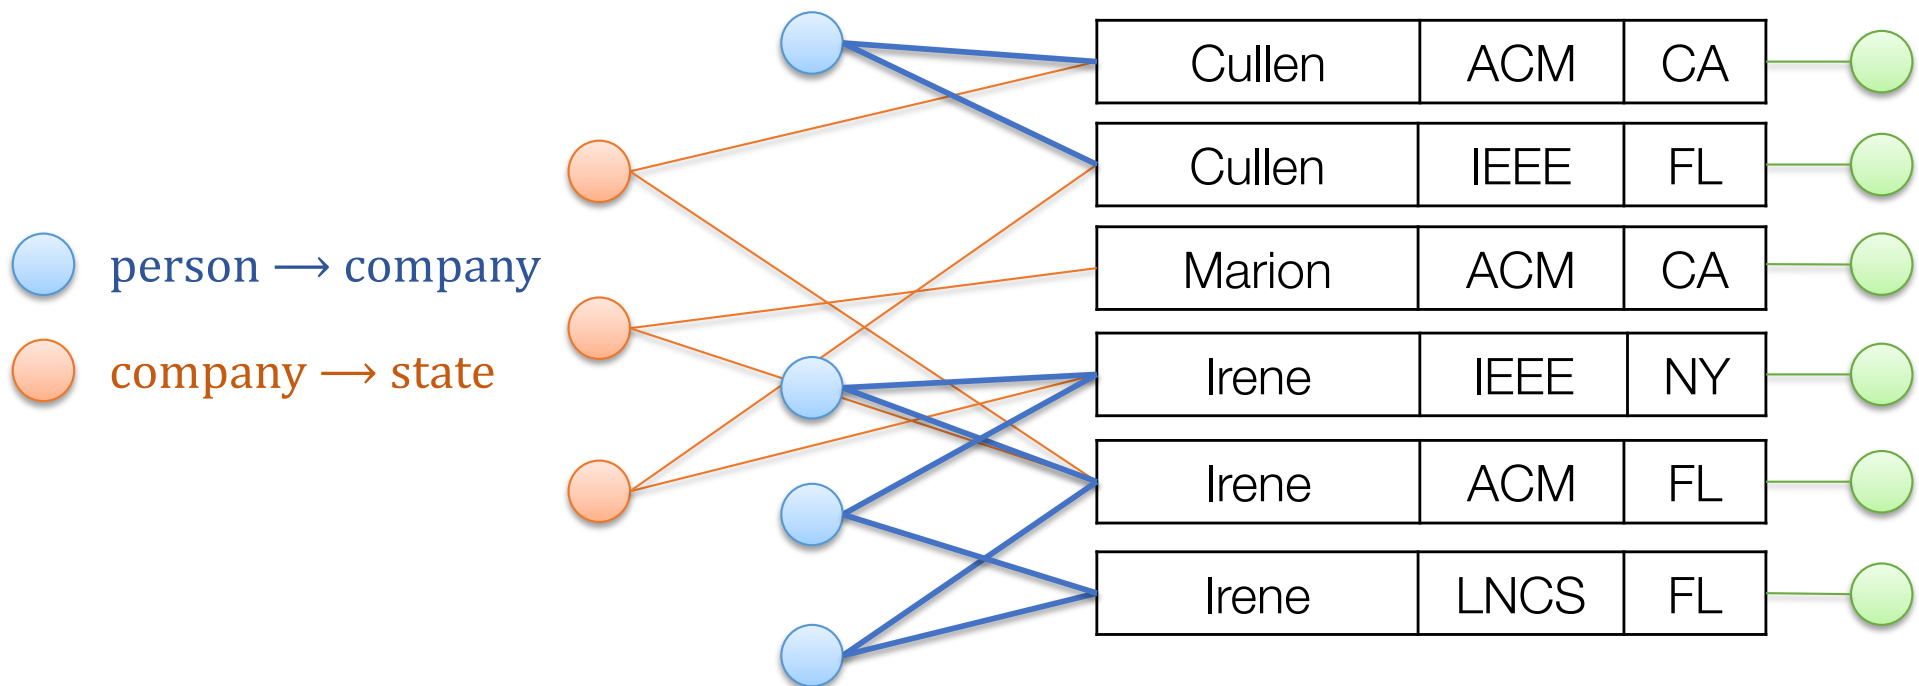 person ⟶ company
company ⟶ state
Cullen ACM CA
Cullen IEEE FL
Marion ACM CA
Irene IEEE NY
Irene ACM FL
Irene LNCS FL